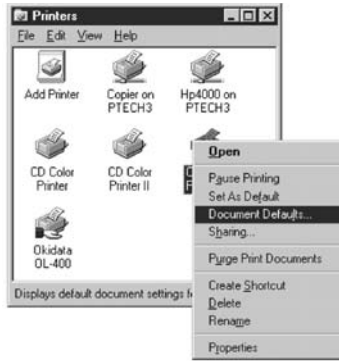 Printers
File Edit View Help
Add Printer
Copier on
PTECH3
Hp4000 on
PTECH3
CD Color
Printer
CD Color
Printer II
Okidata
OL-400
Open
Pause Printing
Set As Default
Document Defaults...
Sharing...
Purge Print Documents
Create Shortcut
Delete
Rename
Properties
Displays default document settings